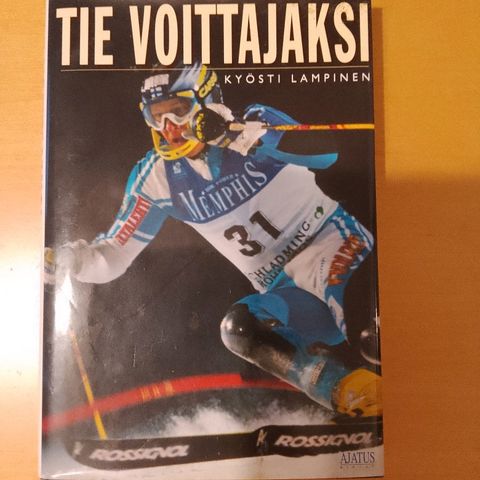 TIE VOITTAJAKSI
KYÖSTI LAMPINEN
MEMPHIS
31
SCHLADMING
ROSSIGNOL
ROSSIGNOL
AJATUS